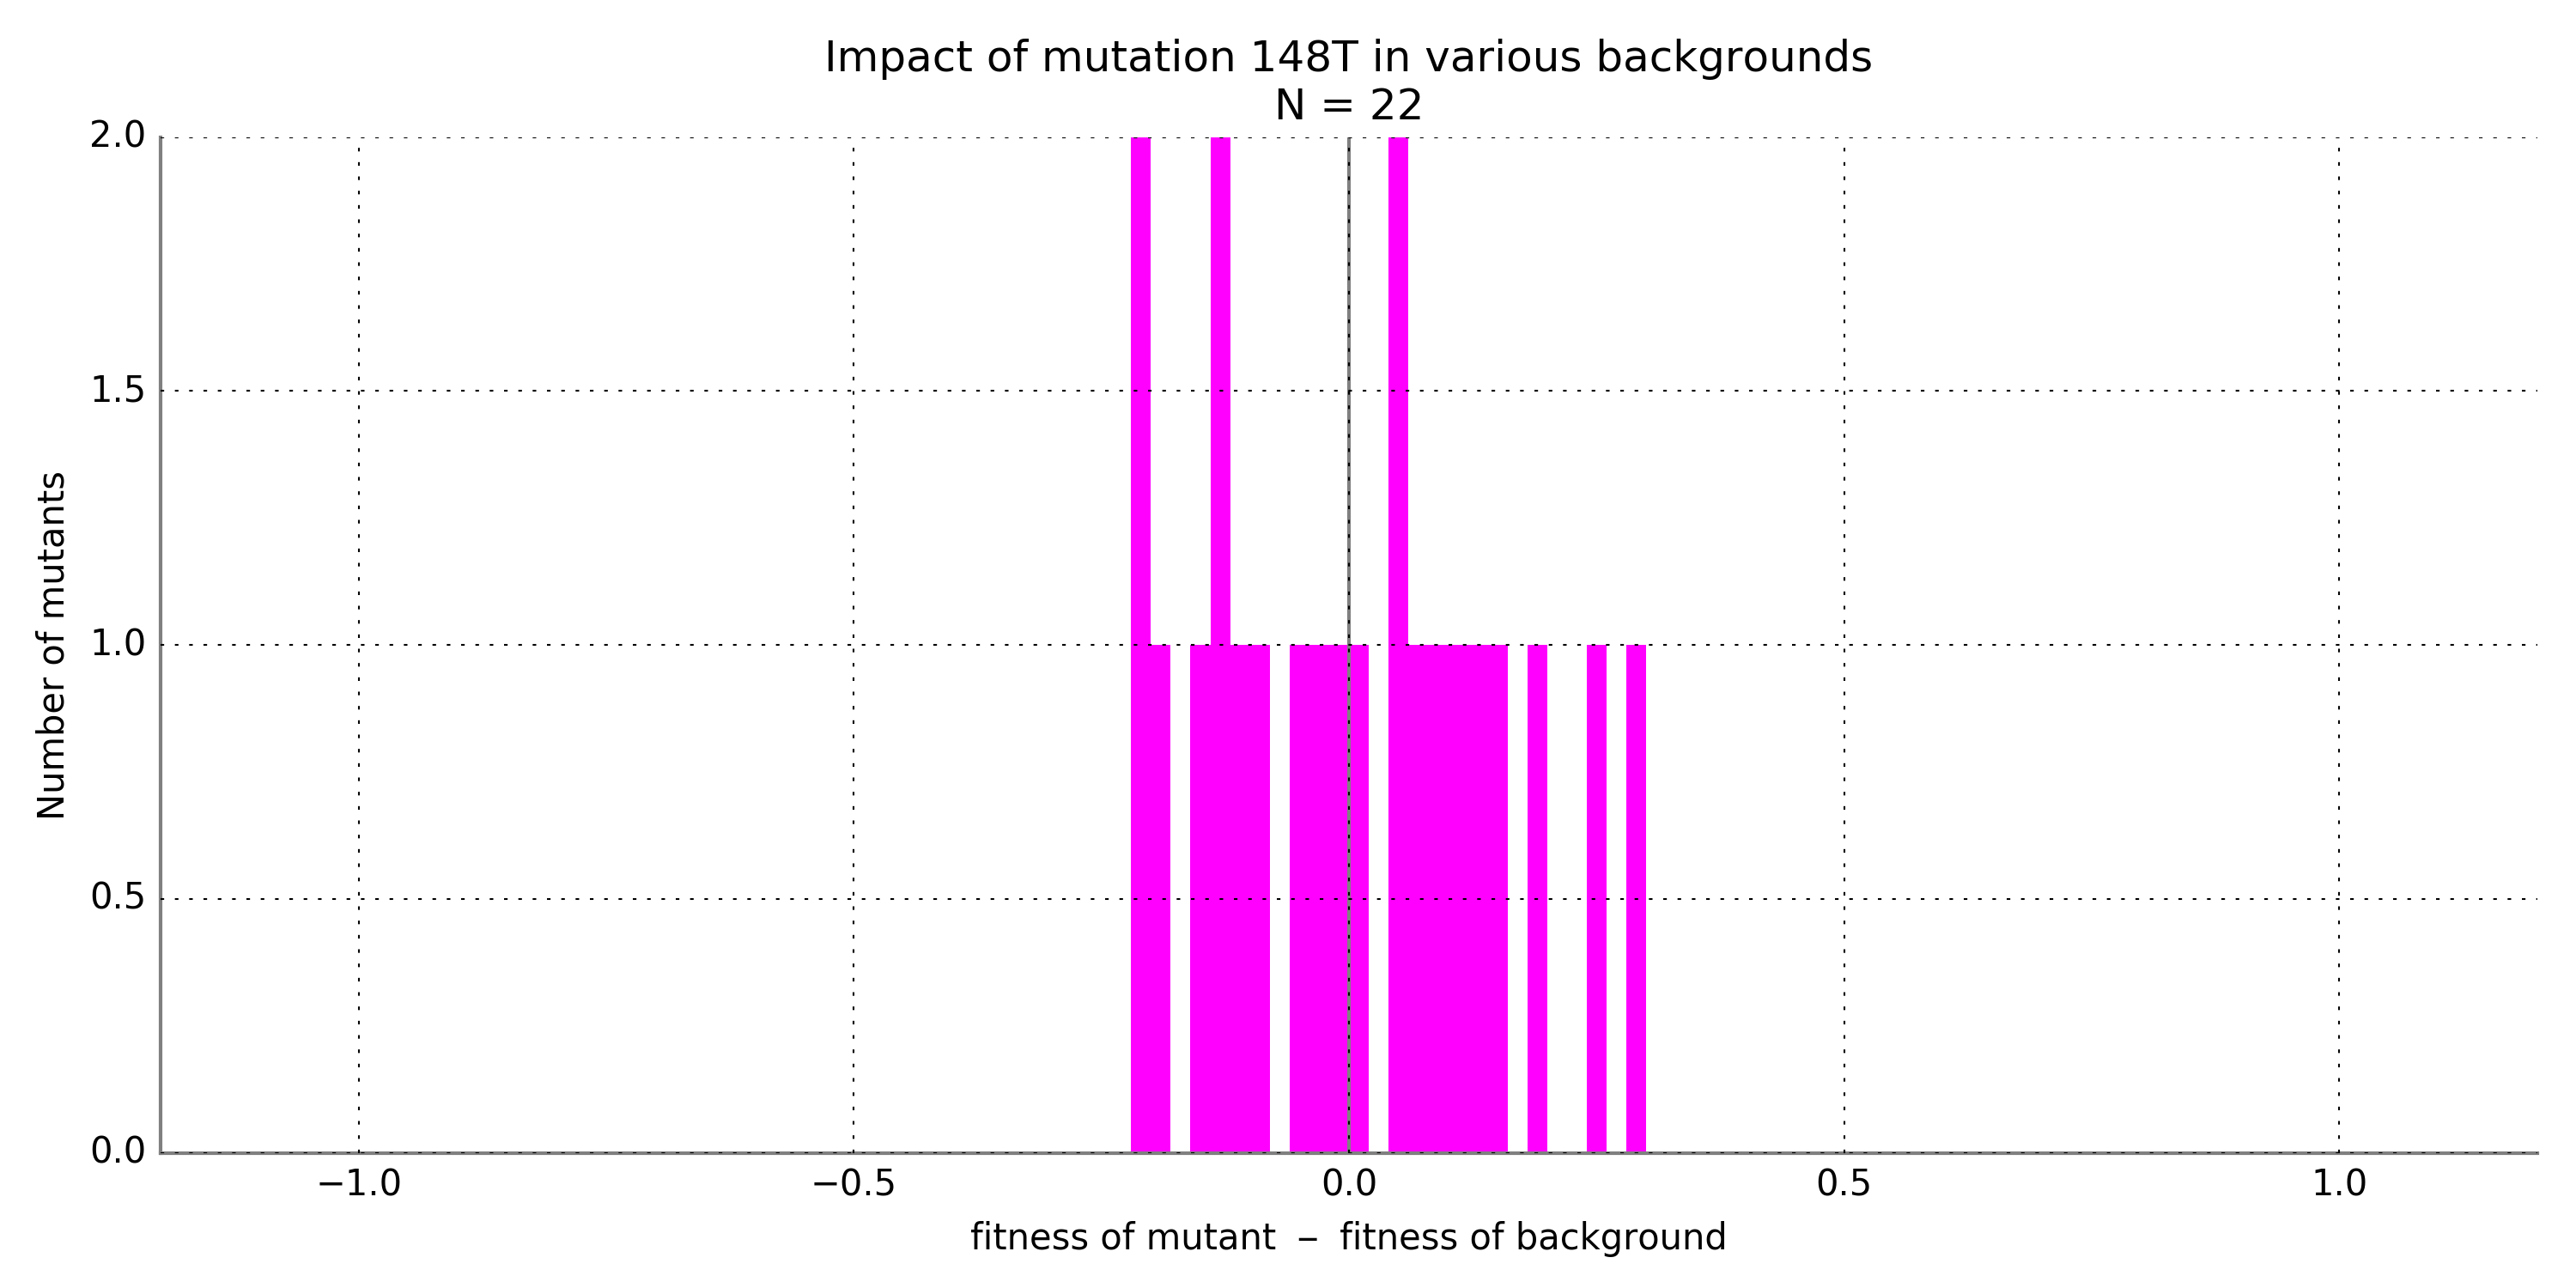 Impact of mutation 148T in various backgrounds
N = 22
2.0
1.5
1.0
0.5
0.0
Number of mutants
−1.0 −0.5 0.0 0.5 1.0
fitness of mutant − fitness of background